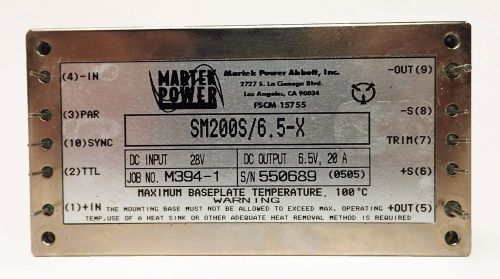 (4)-IN
MARTEK POWER
Martek Power Abbott, Inc.
2727 S. La Cienega Blvd.
Los Angeles, CA 90034
FSCM 15755
-OUT(9)
(3)PAR
-S(8)
SM200S/6.5-X
(10)SYNC
TRIM(7)
DC INPUT 28V
DC OUTPUT 6.5V, 20 A
(2)TTL
JOB NO. M394-1
S/N 550689 (0505)
+S(6)
MAXIMUM BASEPLATE TEMPERATURE, 100°C
WARNING
(1)+IN
THE MOUNTING BASE MUST NOT BE ALLOWED TO EXCEED MAX. OPERATING
+OUT(5)
TEMP.USE OF A HEAT SINK OR OTHER ADEQUATE HEAT REMOVAL METHOD IS REQUIRED